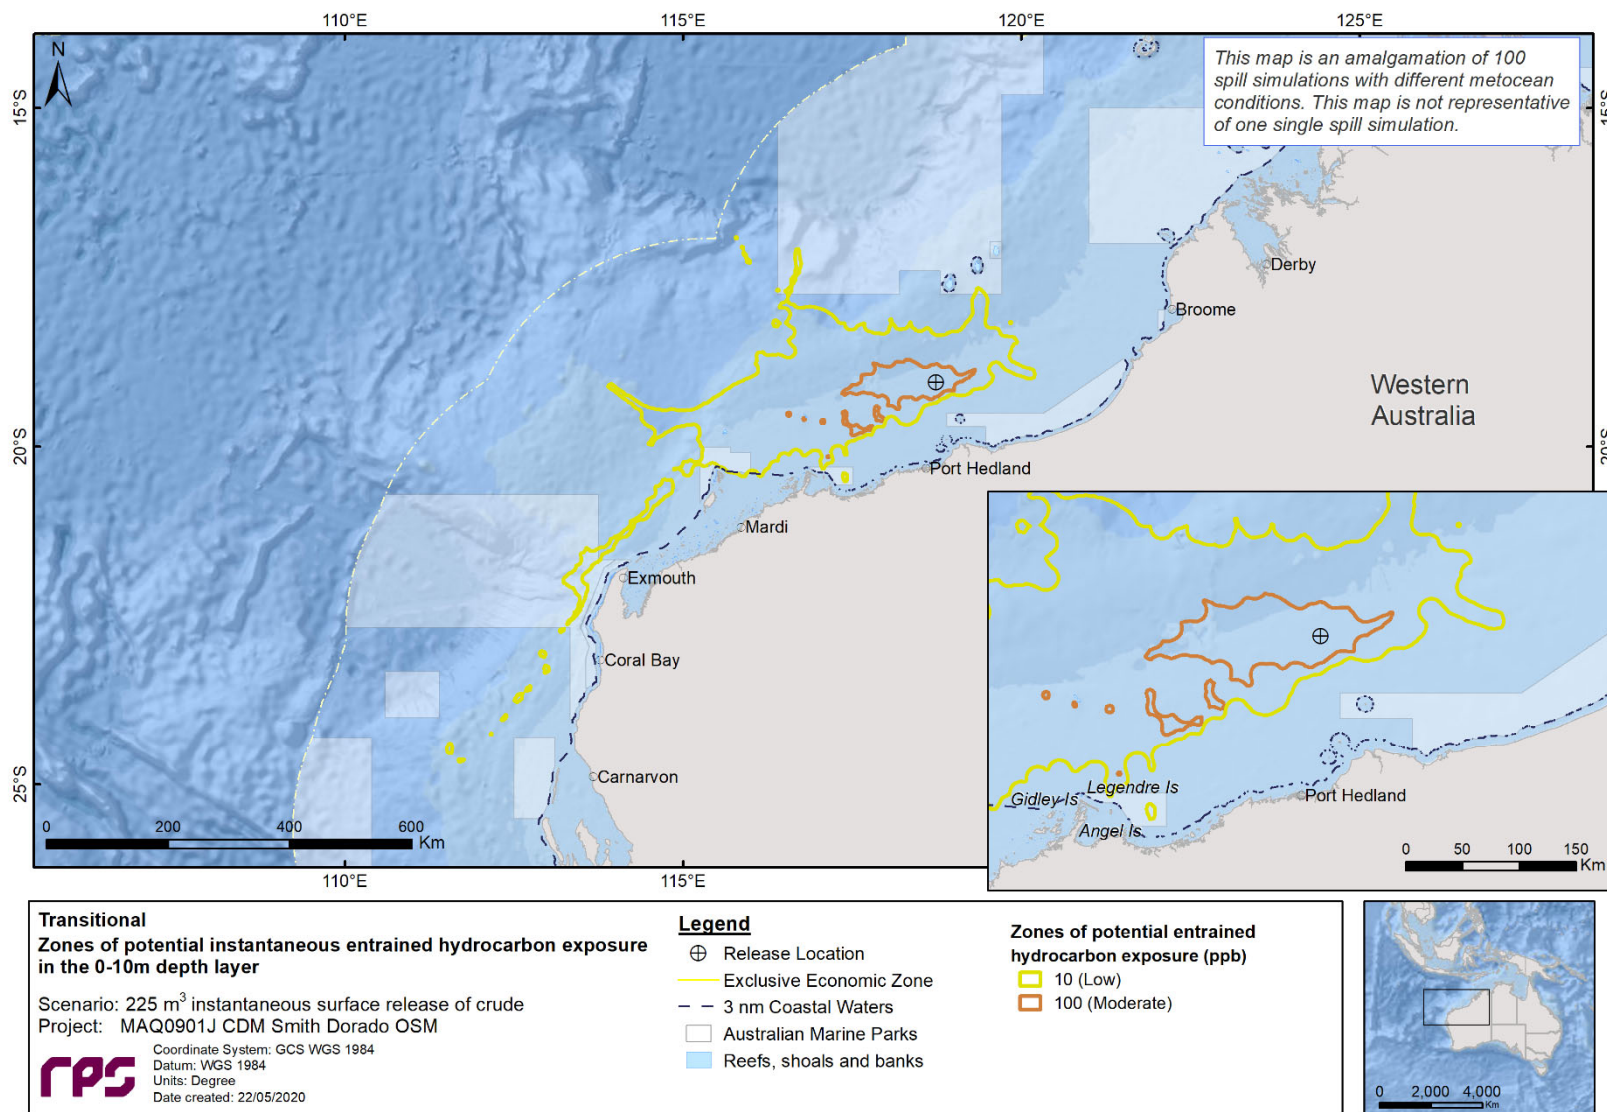 110°E
115°E
120°E
125°E
N
This map is an amalgamation of 100
spill simulations with different metocean
conditions. This map is not representative
of one single spill simulation.
15°S
15°S
Derby
Broome
Western
Australia
20°S
20°S
Port Hedland
Mardi
Exmouth
Coral Bay
Carnarvon
25°S
0 200 400 600
Km
Gidley Is
Legendre Is
Angel Is
Port Hedland
0 50 100 150
Km
110°E
115°E
Transitional
Zones of potential instantaneous entrained hydrocarbon exposure
in the 0-10m depth layer
Scenario: 225 m³ instantaneous surface release of crude
Project: MAQ0901J CDM Smith Dorado OSM
rps
Coordinate System: GCS WGS 1984
Datum: WGS 1984
Units: Degree
Date created: 22/05/2020
Legend
Release Location
Exclusive Economic Zone
3 nm Coastal Waters
Australian Marine Parks
Reefs, shoals and banks
Zones of potential entrained
hydrocarbon exposure (ppb)
10 (Low)
100 (Moderate)
0 2,000 4,000
Km